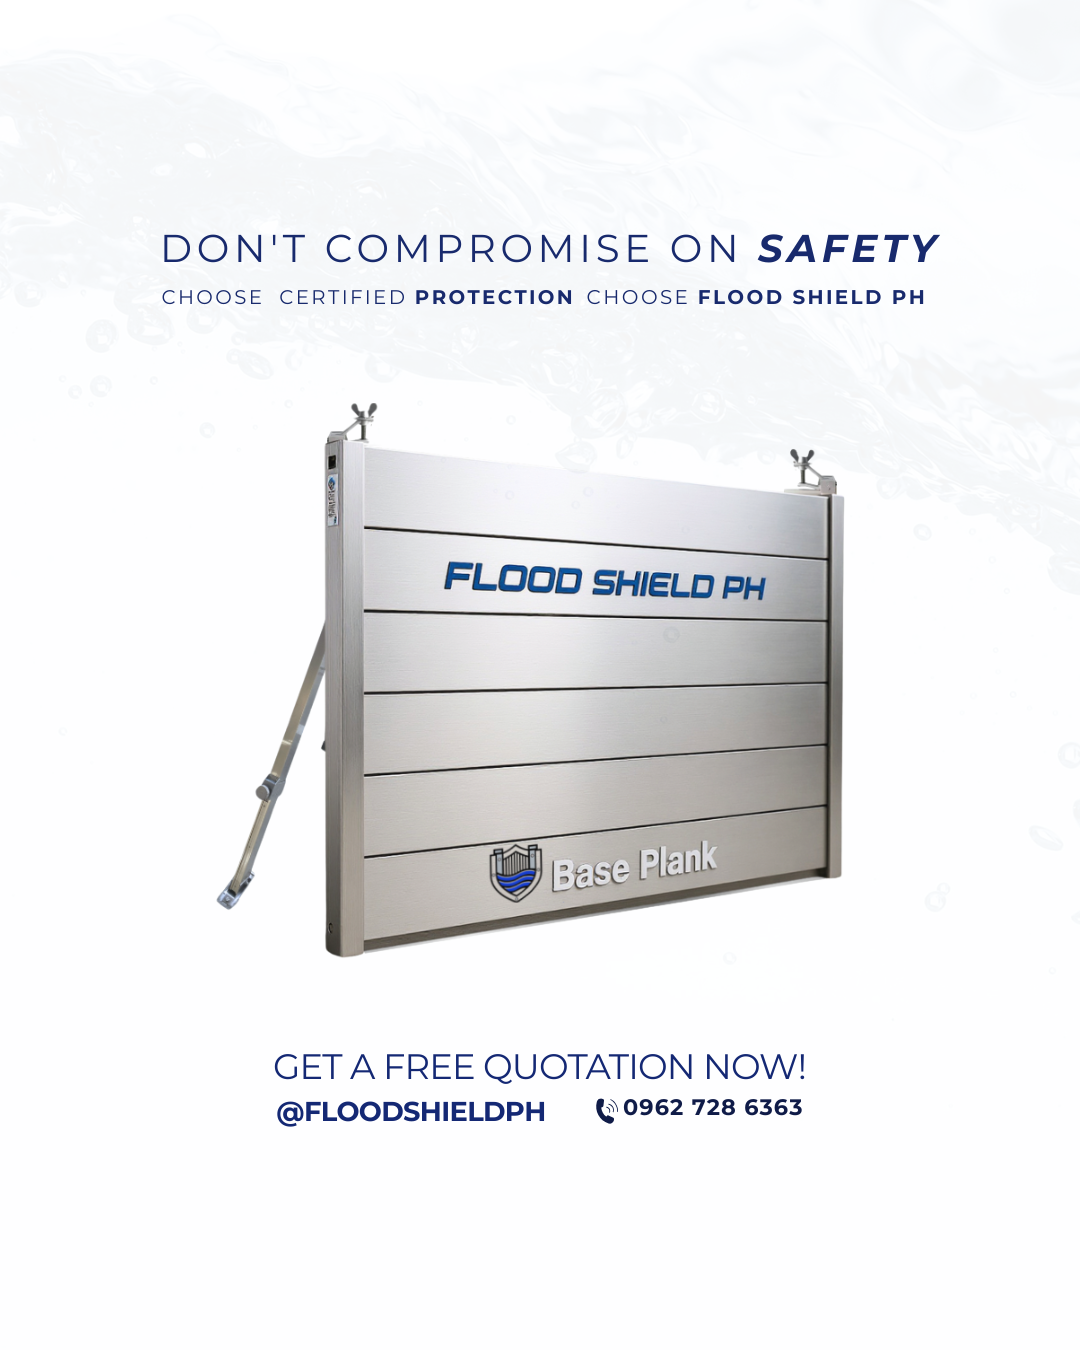 DON'T COMPROMISE ON SAFETY
CHOOSE CERTIFIED PROTECTION CHOOSE FLOOD SHIELD PH
FLOOD SHIELD PH
Base Plank
GET A FREE QUOTATION NOW!
@FLOODSHIELDPH
0962 728 6363